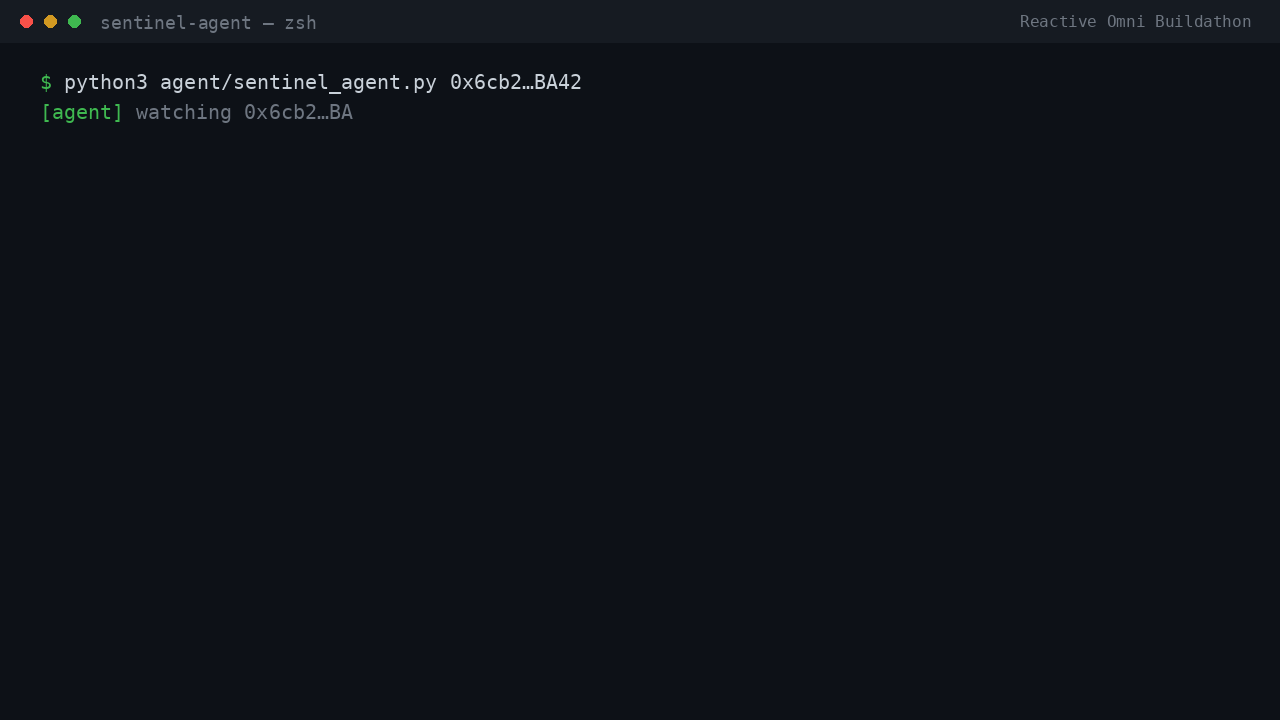 sentinel-agent — zsh
Reactive Omni Buildathon
$ python3 agent/sentinel_agent.py 0x6cb2…BA42
[agent] watching 0x6cb2…BA